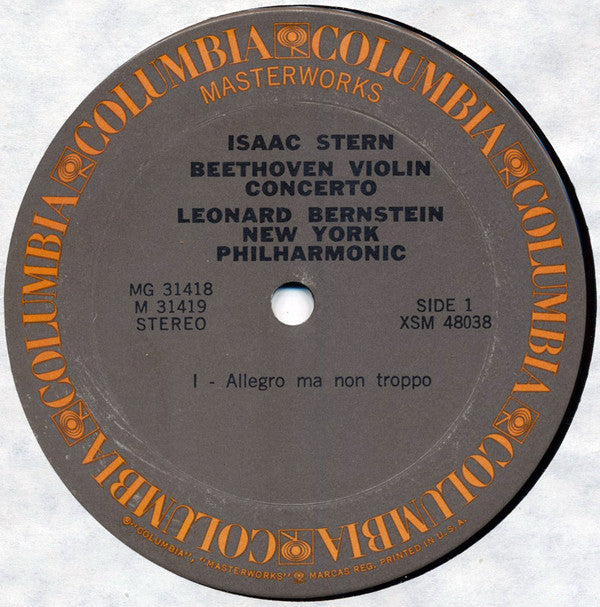 COLUMBIA COLUMBIA COLUMBIA COLUMBIA COLUMBIA COLUMBIA COLUMBIA COLUMBIA
MASTERWORKS
ISAAC STERN
BEETHOVEN VIOLIN
CONCERTO
LEONARD BERNSTEIN
NEW YORK
PHILHARMONIC
MG 31418
M 31419
STEREO
SIDE 1
XSM 48038
I - Allegro ma non troppo
®"COLUMBIA", "MASTERWORKS" MARCAS REG. PRINTED IN U.S.A.